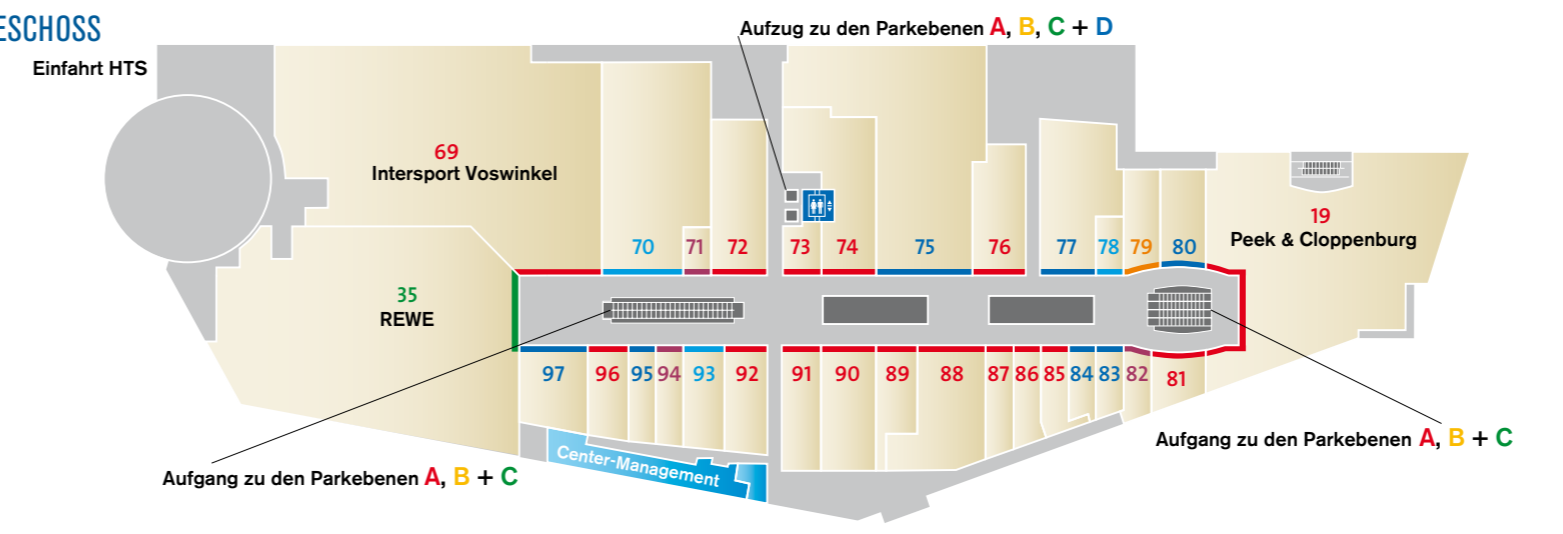 ESCHOSS
Aufzug zu den Parkebenen A, B, C + D
Einfahrt HTS
69
Intersport Voswinkel
19
Peek & Cloppenburg
70 71 72 73 74 75 76 77 78 79 80
35
REWE
97 96 95 94 93 92 91 90 89 88 87 86 85 84 83 82 81
Center-Management
Aufgang zu den Parkebenen A, B + C
Aufgang zu den Parkebenen A, B + C